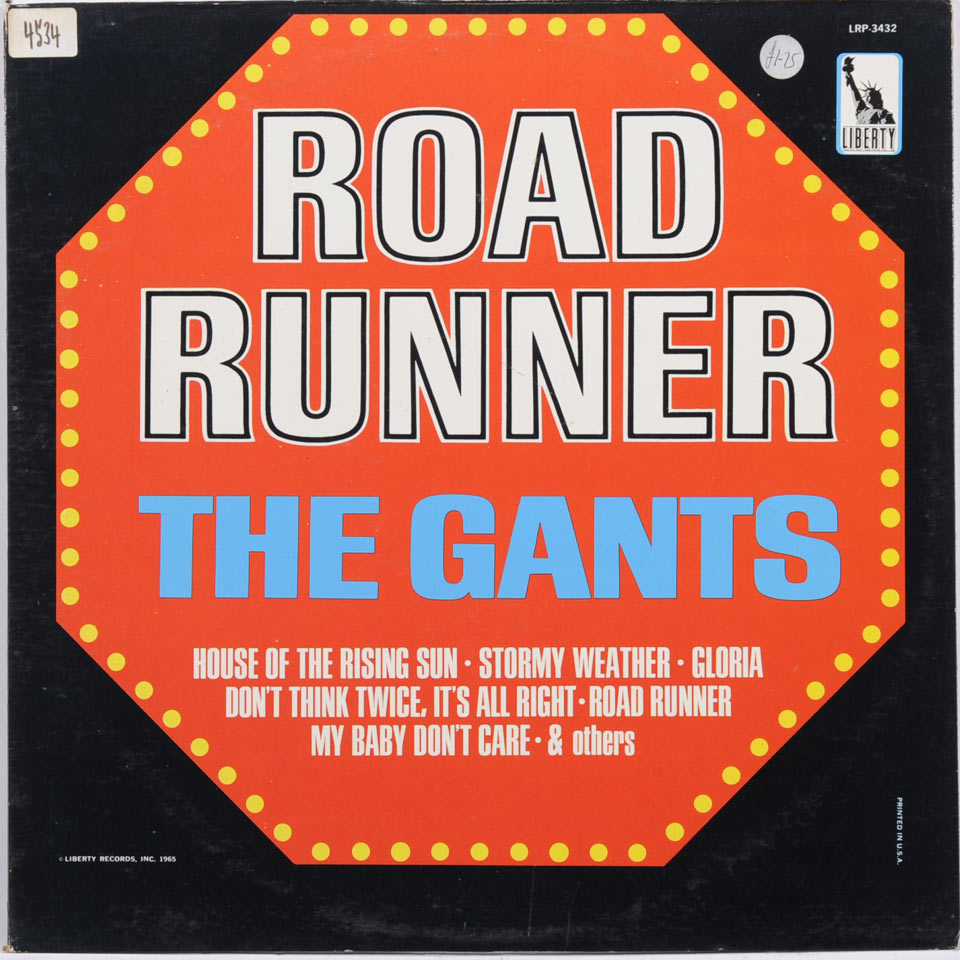 4534
LRP-3432
£1-25
LIBERTY
ROAD
RUNNER
THE GANTS
HOUSE OF THE RISING SUN · STORMY WEATHER · GLORIA
DON'T THINK TWICE, IT'S ALL RIGHT · ROAD RUNNER
MY BABY DON'T CARE · & others
© LIBERTY RECORDS, INC. 1965
PRINTED IN U.S.A.